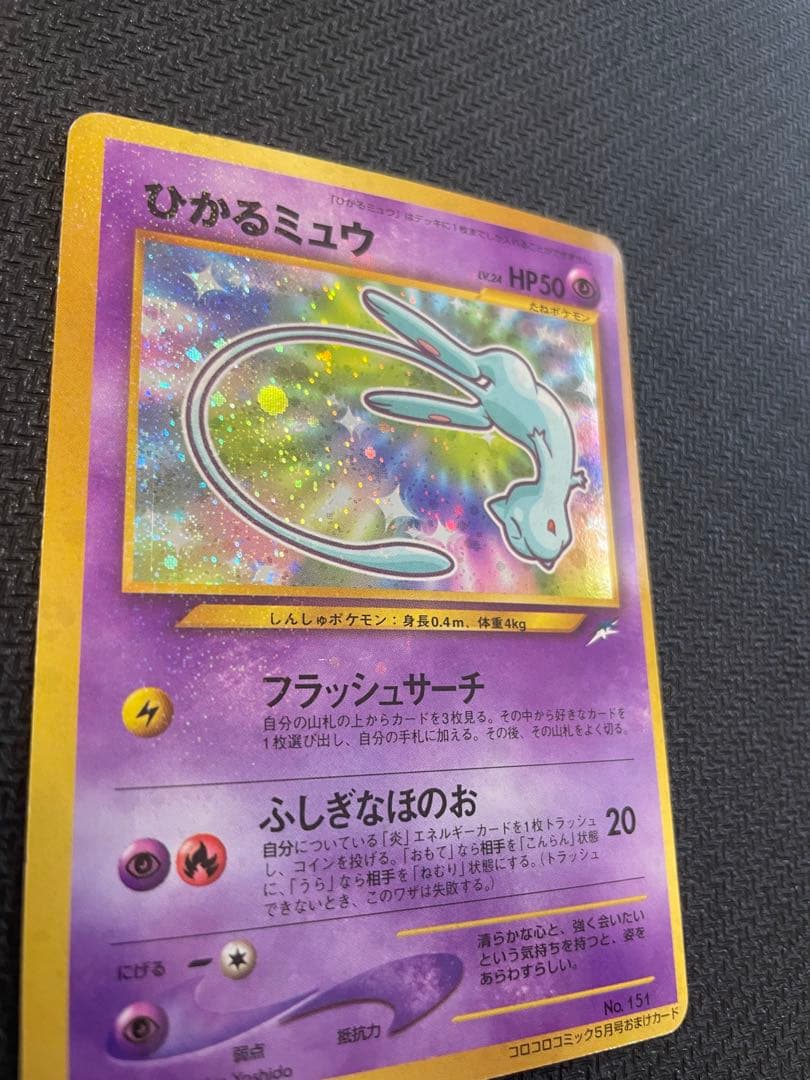 ひかるミュウ
「ひかるミュウ」はデッキに1枚までしか入れることができません。
LV.24 HP50
たねポケモン
しんしゅポケモン：身長0.4m、体重4kg
フラッシュサーチ
自分の山札の上からカードを3枚見る。その中から好きなカードを
1枚選び出し、自分の手札に加える。その後、その山札をよく切る。
ふしぎなほのお
20
自分についている「炎」エネルギーカードを1枚トラッシュ
し、コインを投げる。「おもて」なら相手を「こんらん」状態
に、「うら」なら相手を「ねむり」状態にする。（トラッシュ
できないとき、このワザは失敗する。）
にげる
清らかな心と、強く会いたい
という気持ちを持つと、姿を
あらわすらしい。
弱点
抵抗力
No. 151
コロコロコミック5月号おまけカード
Yoshida